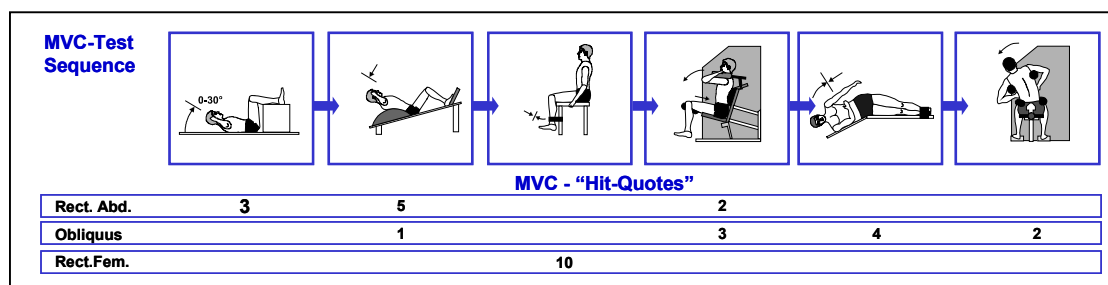 MVC-Test
Sequence
0-30°
MVC - “Hit-Quotes”
Rect. Abd. 3 5 2
Obliquus 1 3 4 2
Rect.Fem. 10